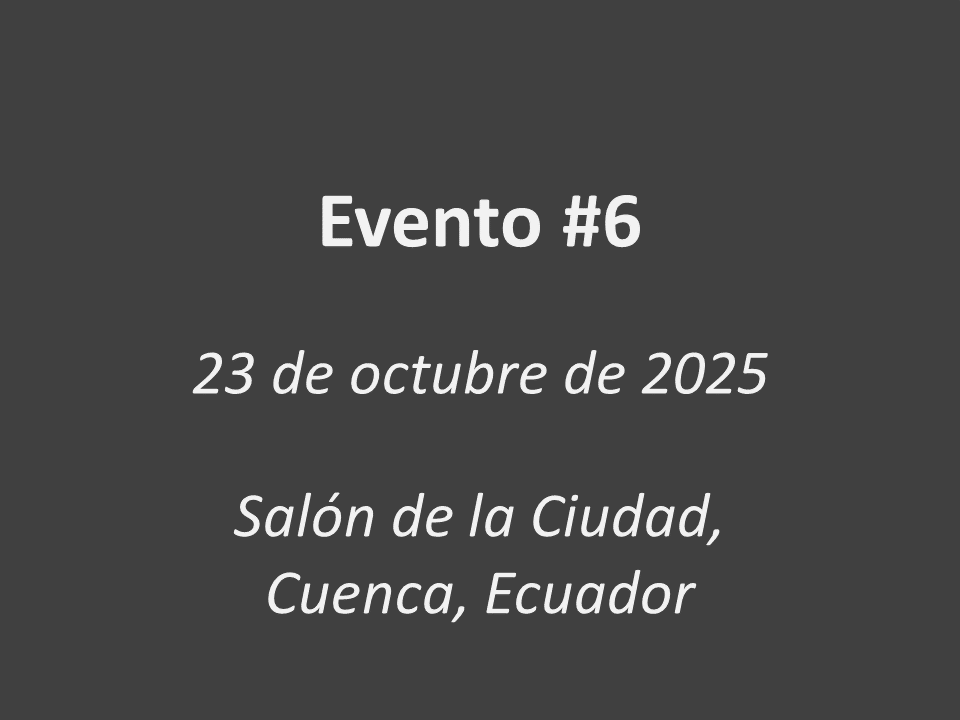 Evento #6
23 de octubre de 2025
Salón de la Ciudad,
Cuenca, Ecuador